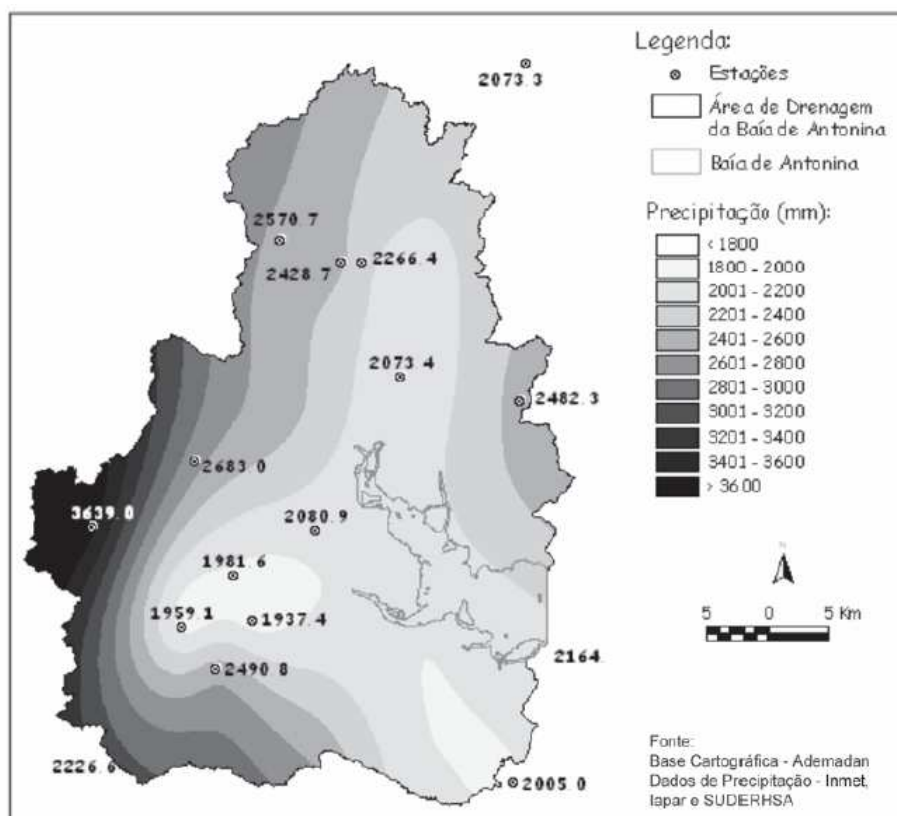 Legenda:
Estações
Área de Drenagem
da Baía de Antonina
Baía de Antonina
Precipitação (mm):
< 1800
1800 - 2000
2001 - 2200
2201 - 2400
2401 - 2600
2601 - 2800
2801 - 3000
3001 - 3200
3201 - 3400
3401 - 3600
> 3600
2073.3
2570.7
2428.7
2266.4
2073.4
2482.3
2683.0
3639.0
2080.9
1981.6
1959.1
1937.4
2490.8
2164.
2226.6
2005.0
5 0 5 Km
Fonte:
Base Cartográfica - Ademadan
Dados de Precipitação - Inmet,
Iapar e SUDERHSA